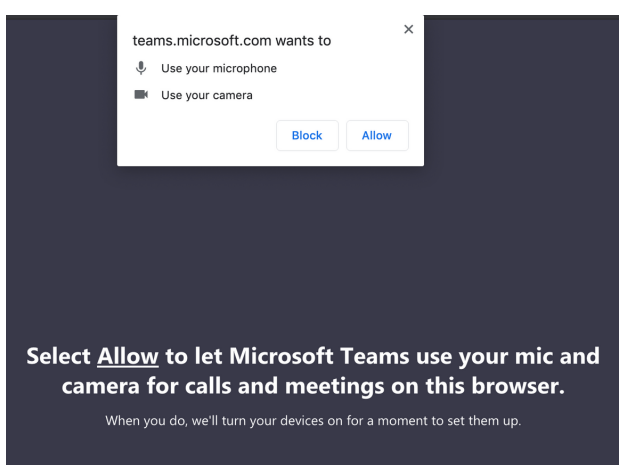 teams.microsoft.com wants to
Use your microphone
Use your camera
Block Allow
Select Allow to let Microsoft Teams use your mic and
camera for calls and meetings on this browser.
When you do, we'll turn your devices on for a moment to set them up.